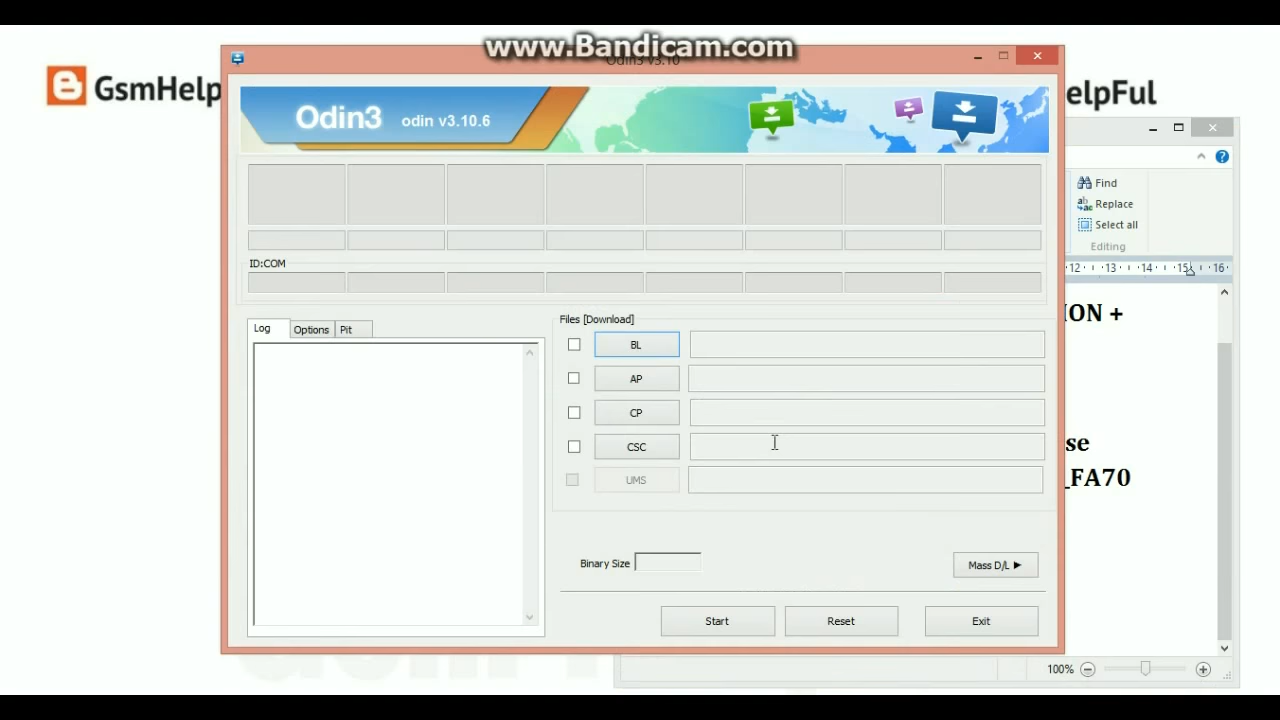 www.Bandicam.com
Odin3 v3.10
GsmHelp
elpFul
Odin3 odin v3.10.6
Find
Replace
Select all
Editing
ID:COM
12 13 14 15 16
Log Options Pit
Files [Download]
ION +
BL
AP
CP
CSC
se
UMS
_FA70
Binary Size
Mass D/L ▶
Start Reset Exit
100%